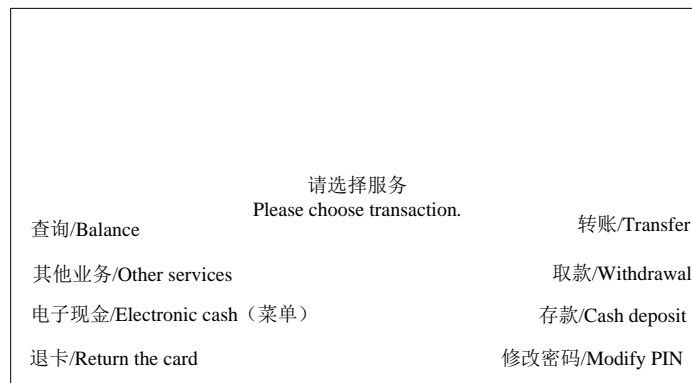 请选择服务
Please choose transaction.
查询/Balance
转账/Transfer
其他业务/Other services
取款/Withdrawal
电子现金/Electronic cash（菜单）
存款/Cash deposit
退卡/Return the card
修改密码/Modify PIN